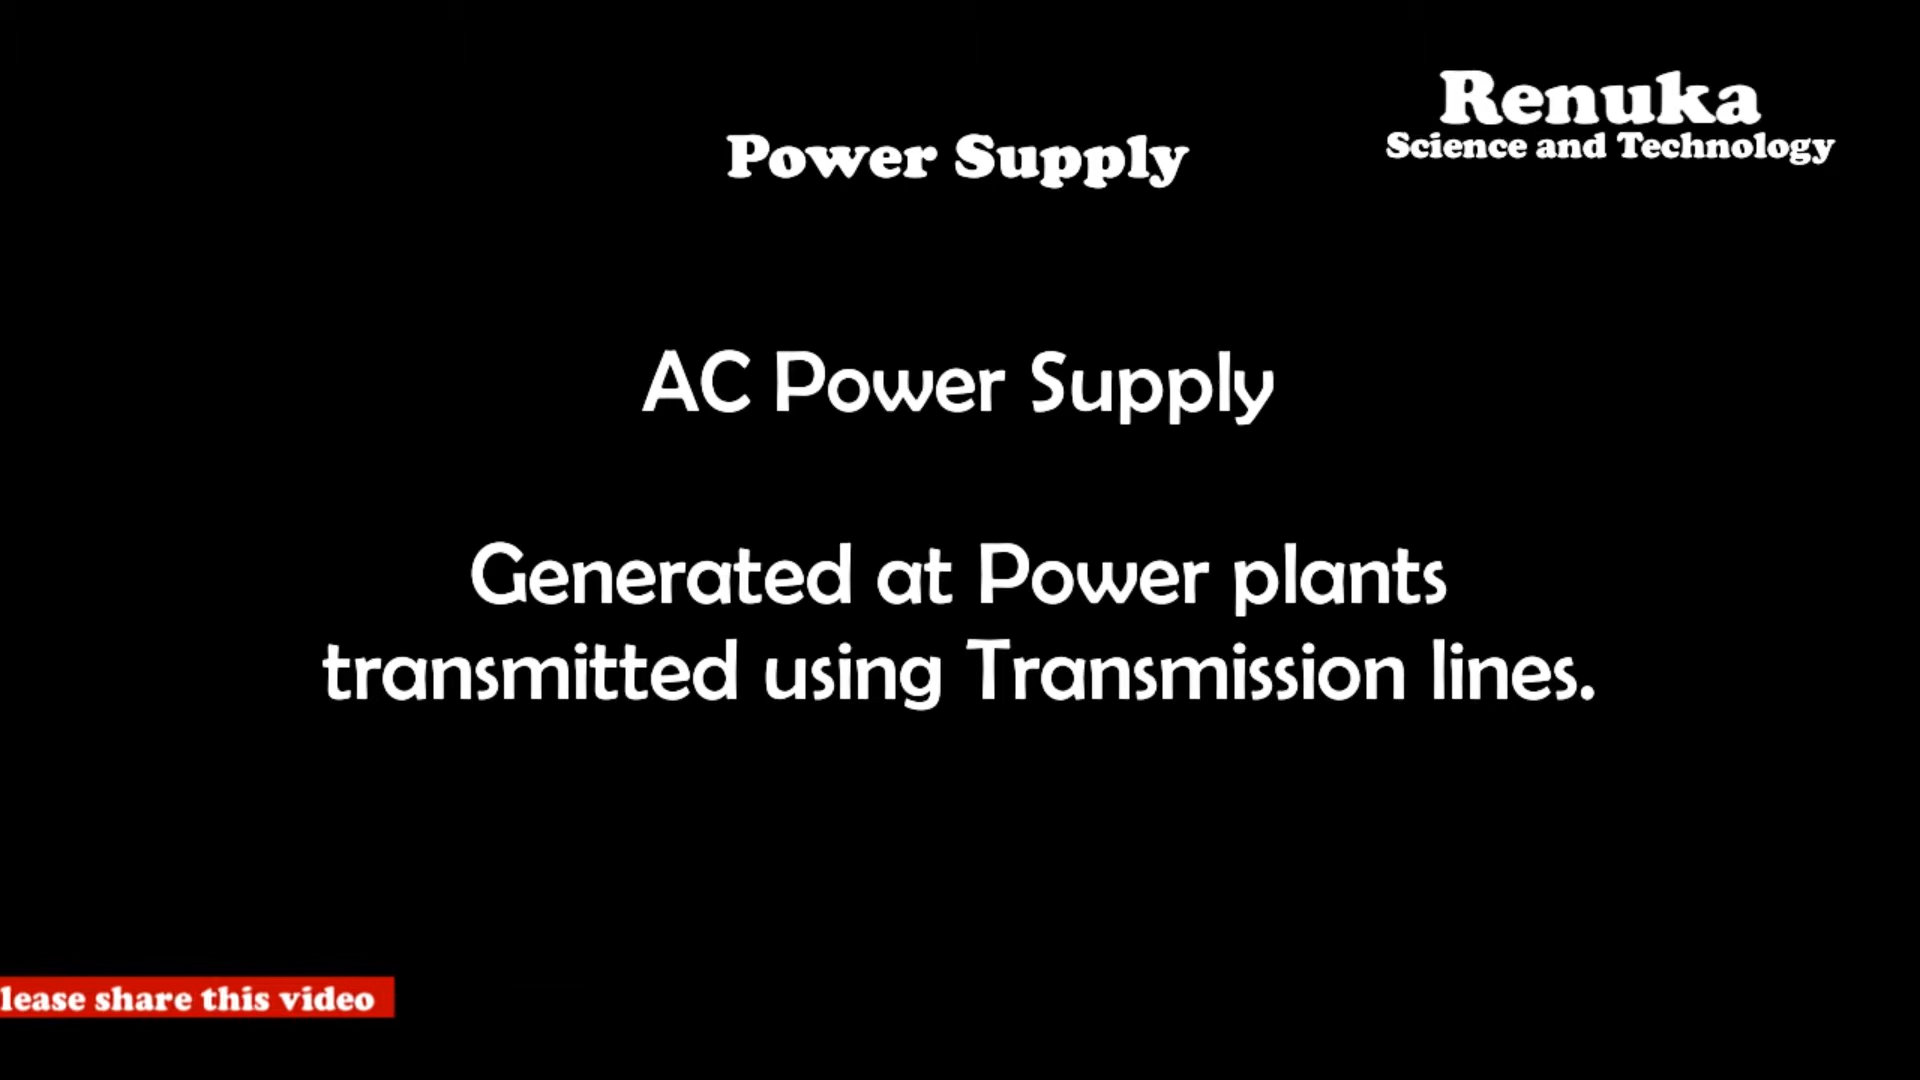 Renuka
Science and Technology
Power Supply
AC Power Supply
Generated at Power plants
transmitted using Transmission lines.
lease share this video